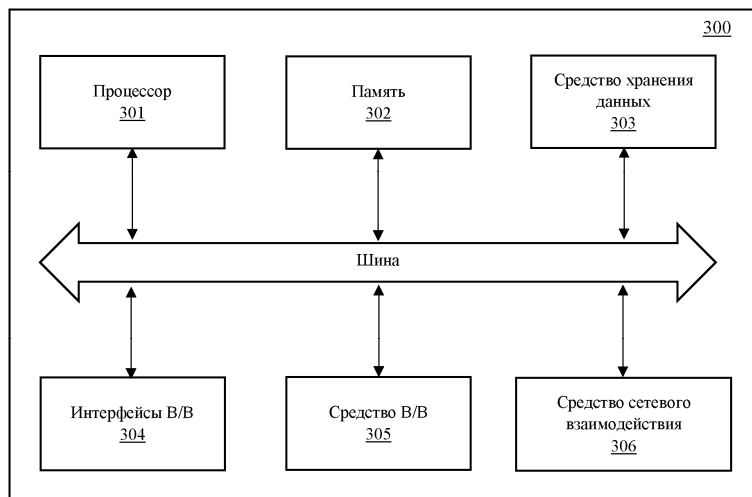 300
Процессор
301
Память
302
Средство хранения
данных
303
Шина
Интерфейсы В/В
304
Средство В/В
305
Средство сетевого
взаимодействия
306